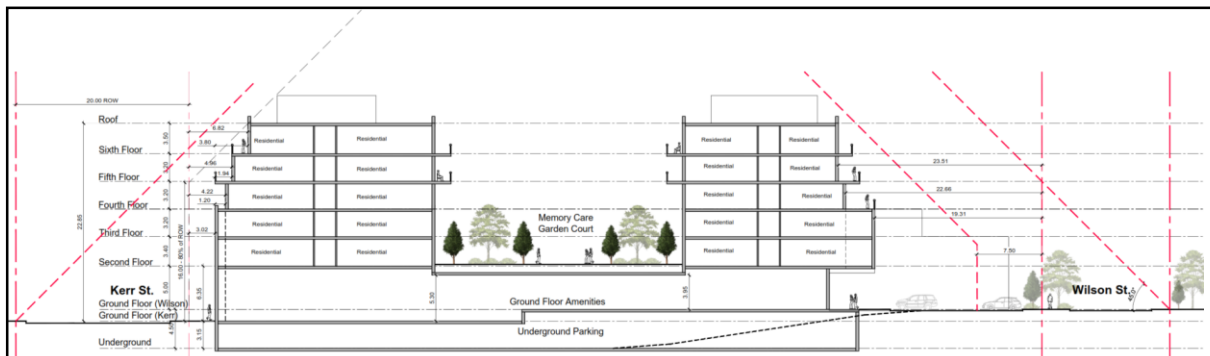 20.00 ROW
Roof
6.82
3.50
Residential
Residential
Residential
Residential
3.80
Sixth Floor
4.96
3.20
Residential
Residential
Residential
Residential
23.51
1.94
Fifth Floor
4.22
3.20
Residential
Residential
Residential
Residential
22.66
1.20
Fourth Floor
22.85
3.20
Residential
Residential
Memory Care
Garden Court
Residential
Residential
19.31
3.02
Third Floor
16.00 - 80% of ROW
3.40
Residential
Residential
Residential
Residential
7.50
Second Floor
Kerr St.
5.00
6.35
5.30
3.95
Wilson St.
45.0°
Ground Floor (Wilson)
Ground Floor Amenities
Ground Floor (Kerr)
4.50
3.15
Underground Parking
Underground